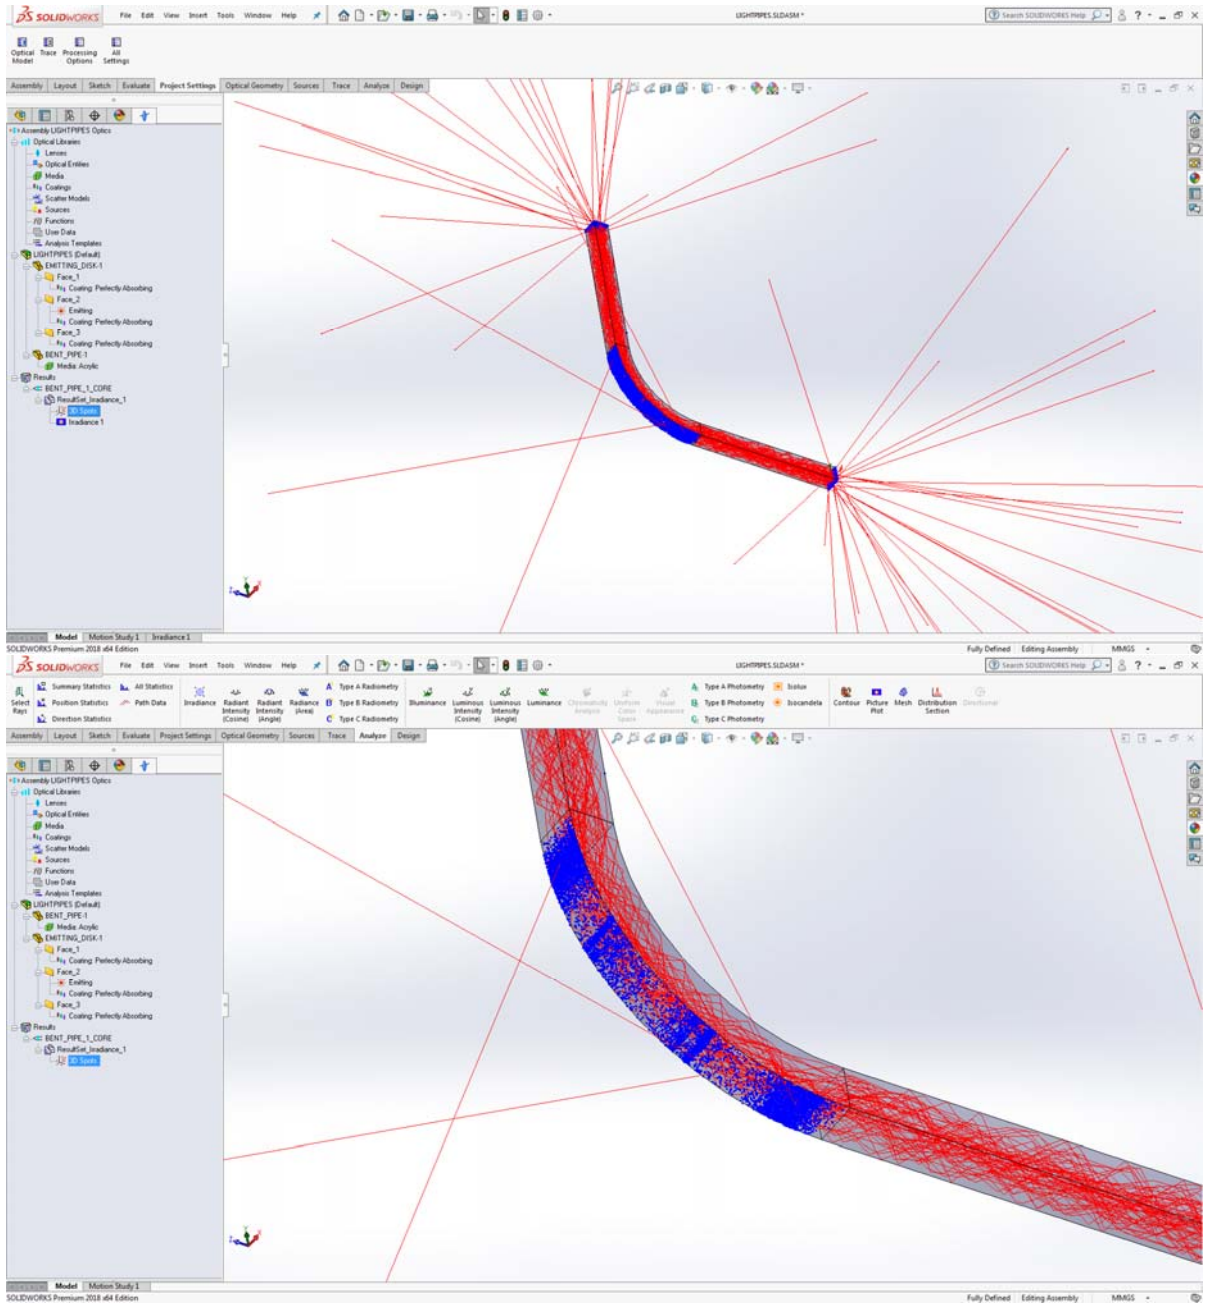 SOLIDWORKS File Edit View Insert Tools Window Help LIGHTPIPES.SLDASM * Search SOLIDWORKS Help
Optical Model Trace Processing Options All Settings
Assembly Layout Sketch Evaluate Project Settings Optical Geometry Sources Trace Analyze Design
Assembly LIGHTPIPES Optics
Optical Libraries
Lenses
Optical Entities
Media
Coatings
Scatter Models
Sources
Functions
User Data
Analysis Templates
LIGHTPIPES (Default)
EMITTING_DISK-1
Face_1
Coating: Perfectly Absorbing
Face_2
Emitting
Coating: Perfectly Absorbing
Face_3
Coating: Perfectly Absorbing
BENT_PIPE-1
Media: Acrylic
Results
BENT_PIPE_1_CORE
ResultSet_Irradiance_1
3D Spots
Irradiance 1
Model Motion Study 1 Irradiance 1
SOLIDWORKS Premium 2018 x64 Edition Fully Defined Editing Assembly MMGS
SOLIDWORKS File Edit View Insert Tools Window Help LIGHTPIPES.SLDASM * Search SOLIDWORKS Help
Summary Statistics All Statistics Type A Radiometry Type A Photometry Isolux
Select Rays Position Statistics Path Data Irradiance Radiant Intensity (Cosine) Radiant Intensity (Angle) Radiance (Area) Type B Radiometry Illuminance Luminous Intensity (Cosine) Luminous Intensity (Angle) Luminance Chromaticity Analysis Uniform Color Space Visual Appearance Type B Photometry Isocandela Contour Picture Plot Mesh Distribution Section Directional
Direction Statistics Type C Radiometry Type C Photometry
Assembly Layout Sketch Evaluate Project Settings Optical Geometry Sources Trace Analyze Design
Assembly LIGHTPIPES Optics
Optical Libraries
Lenses
Optical Entities
Media
Coatings
Scatter Models
Sources
Functions
User Data
Analysis Templates
LIGHTPIPES (Default)
BENT_PIPE-1
Media: Acrylic
EMITTING_DISK-1
Face_1
Coating: Perfectly Absorbing
Face_2
Emitting
Coating: Perfectly Absorbing
Face_3
Coating: Perfectly Absorbing
Results
BENT_PIPE_1_CORE
ResultSet_Irradiance_1
3D Spots
Model Motion Study 1
SOLIDWORKS Premium 2018 x64 Edition Fully Defined Editing Assembly MMGS